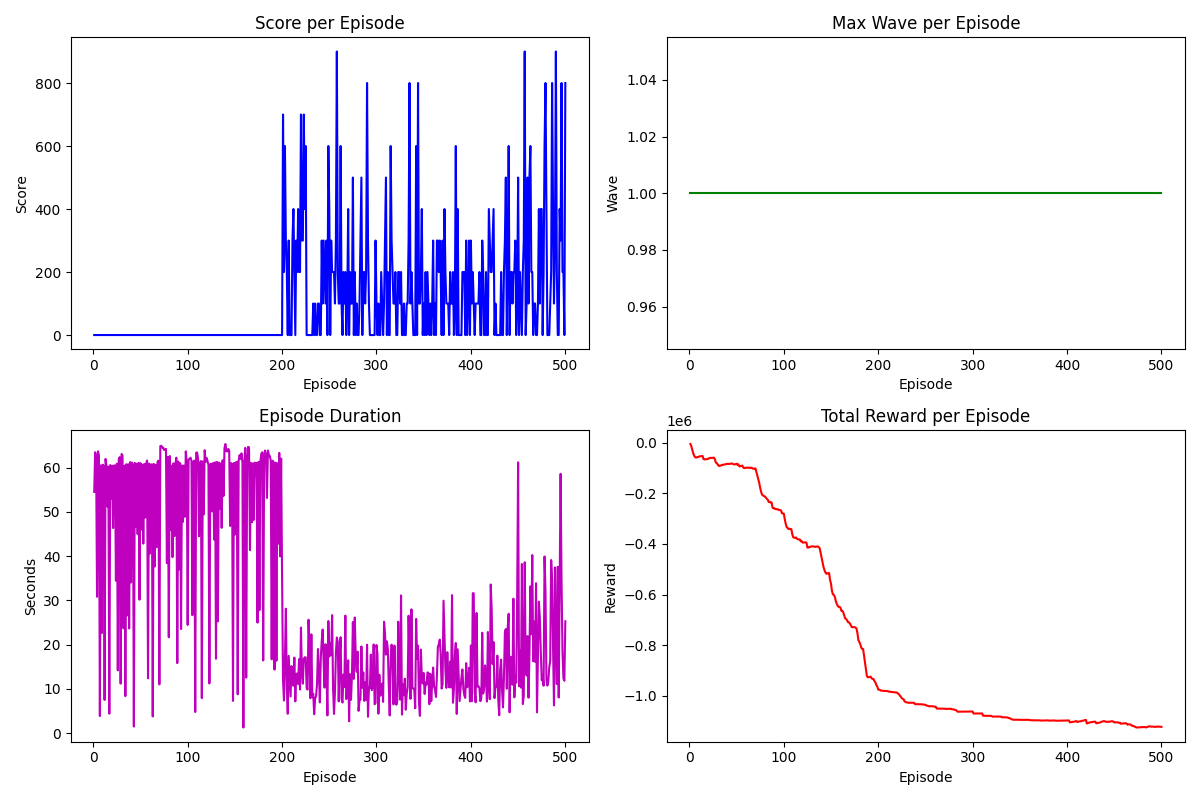 Score per Episode
Score
800
600
400
200
0
0 100 200 300 400 500
Episode
Max Wave per Episode
Wave
1.04
1.02
1.00
0.98
0.96
0 100 200 300 400 500
Episode
Episode Duration
Seconds
60
50
40
30
20
10
0
0 100 200 300 400 500
Episode
Total Reward per Episode
1e6
Reward
0.0
−0.2
−0.4
−0.6
−0.8
−1.0
0 100 200 300 400 500
Episode